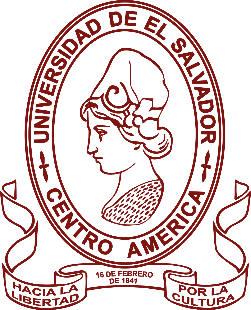 UNIVERSIDAD DE EL SALVADOR
CENTRO AMERICA
HACIA LA
LIBERTAD
16 DE FEBRERO
DE 1841
POR LA
CULTURA